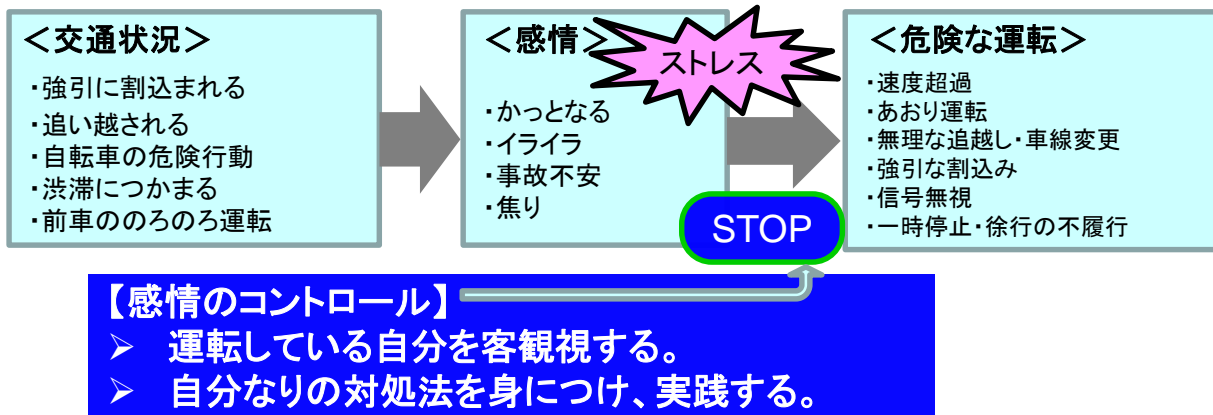 ＜交通状況＞
・強引に割込まれる
・追い越される
・自転車の危険行動
・渋滞につかまる
・前車ののろのろ運転
＜感情＞
・かっとなる
・イライラ
・事故不安
・焦り
ストレス
STOP
＜危険な運転＞
・速度超過
・あおり運転
・無理な追越し・車線変更
・強引な割込み
・信号無視
・一時停止・徐行の不履行
【感情のコントロール】
➢ 運転している自分を客観視する。
➢ 自分なりの対処法を身につけ、実践する。